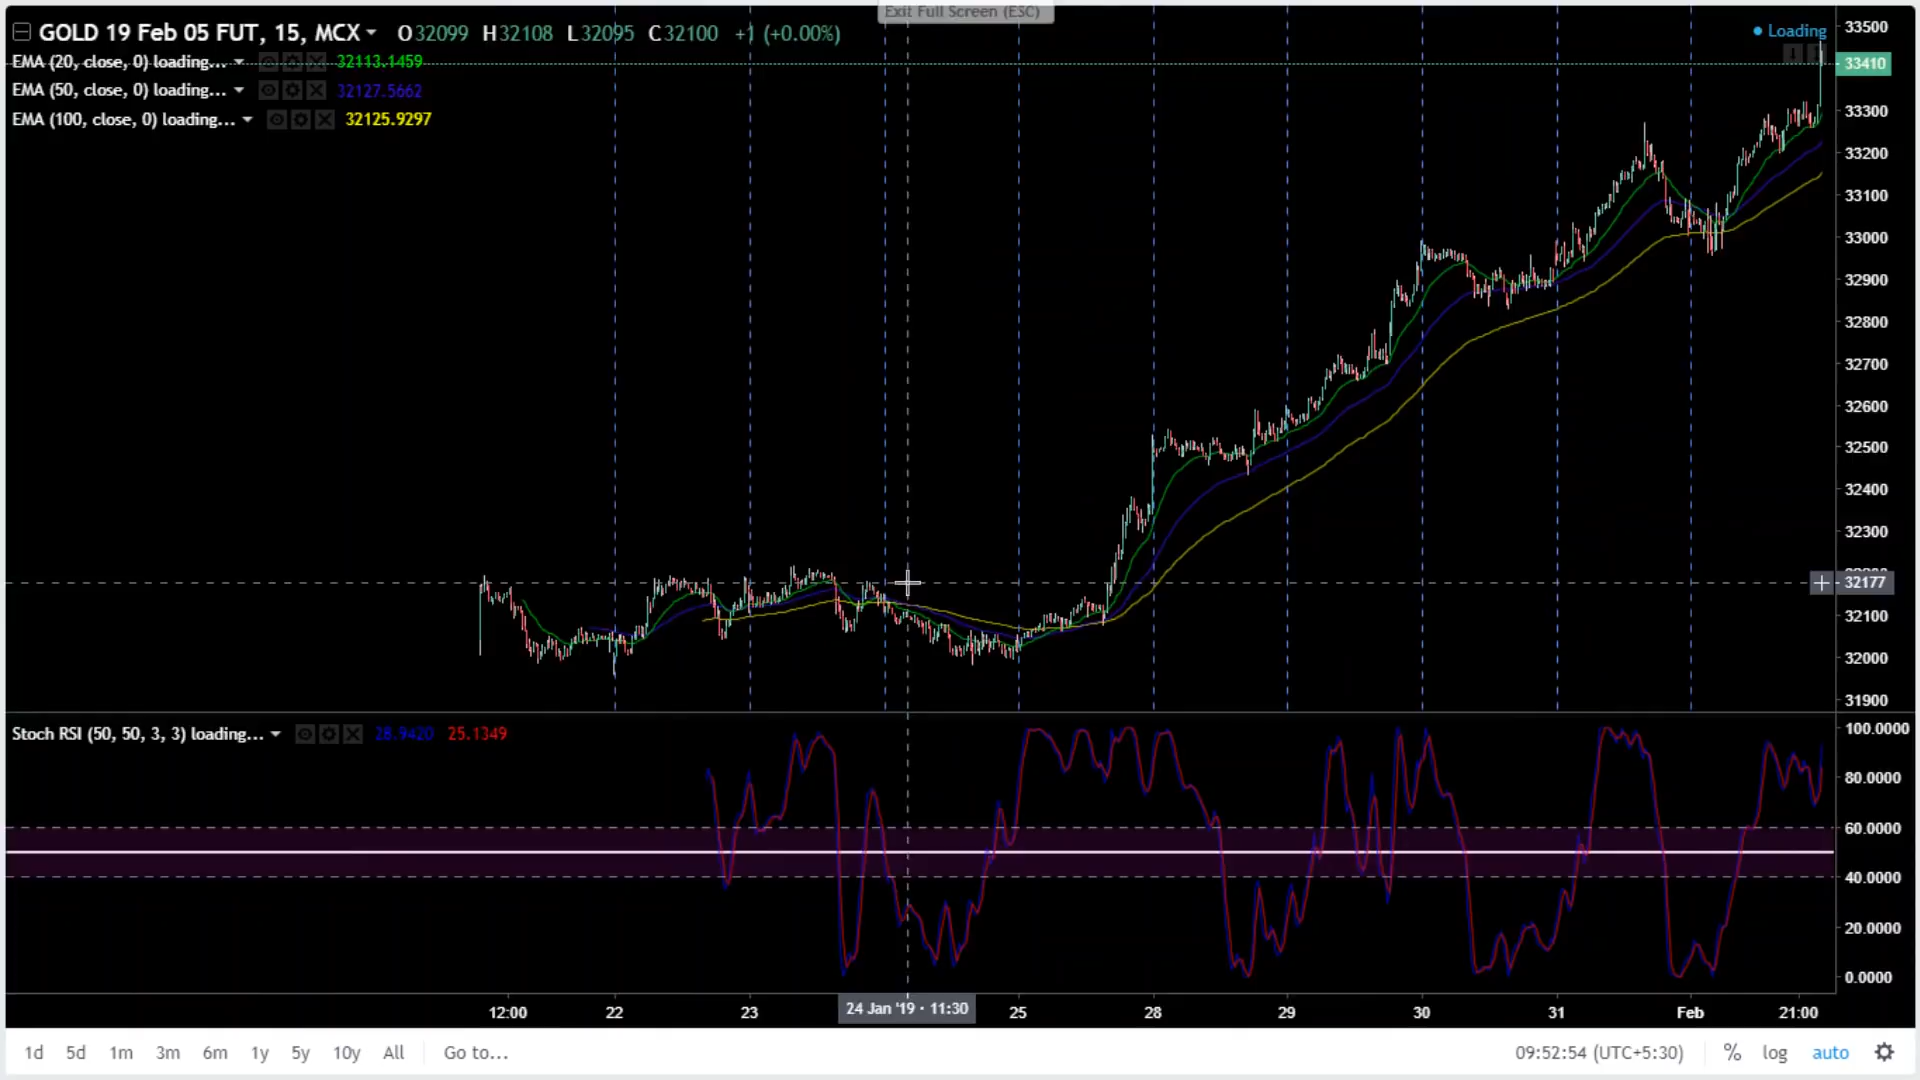 Exit Full Screen (ESC)
GOLD 19 Feb 05 FUT, 15, MCX O32099 H32108 L32095 C32100 +1 (+0.00%)
Loading
EMA (20, close, 0) loading... 32113.1459
EMA (50, close, 0) loading... 32127.5662
EMA (100, close, 0) loading... 32125.9297
33500
33410
33300
33200
33100
33000
32900
32800
32700
32600
32500
32400
32300
32177
32100
32000
31900
Stoch RSI (50, 50, 3, 3) loading... 28.9420 25.1349
100.0000
80.0000
60.0000
40.0000
20.0000
0.0000
12:00 22 23 24 Jan '19 · 11:30 25 28 29 30 31 Feb 21:00
1d 5d 1m 3m 6m 1y 5y 10y All Go to... 09:52:54 (UTC+5:30) % log auto